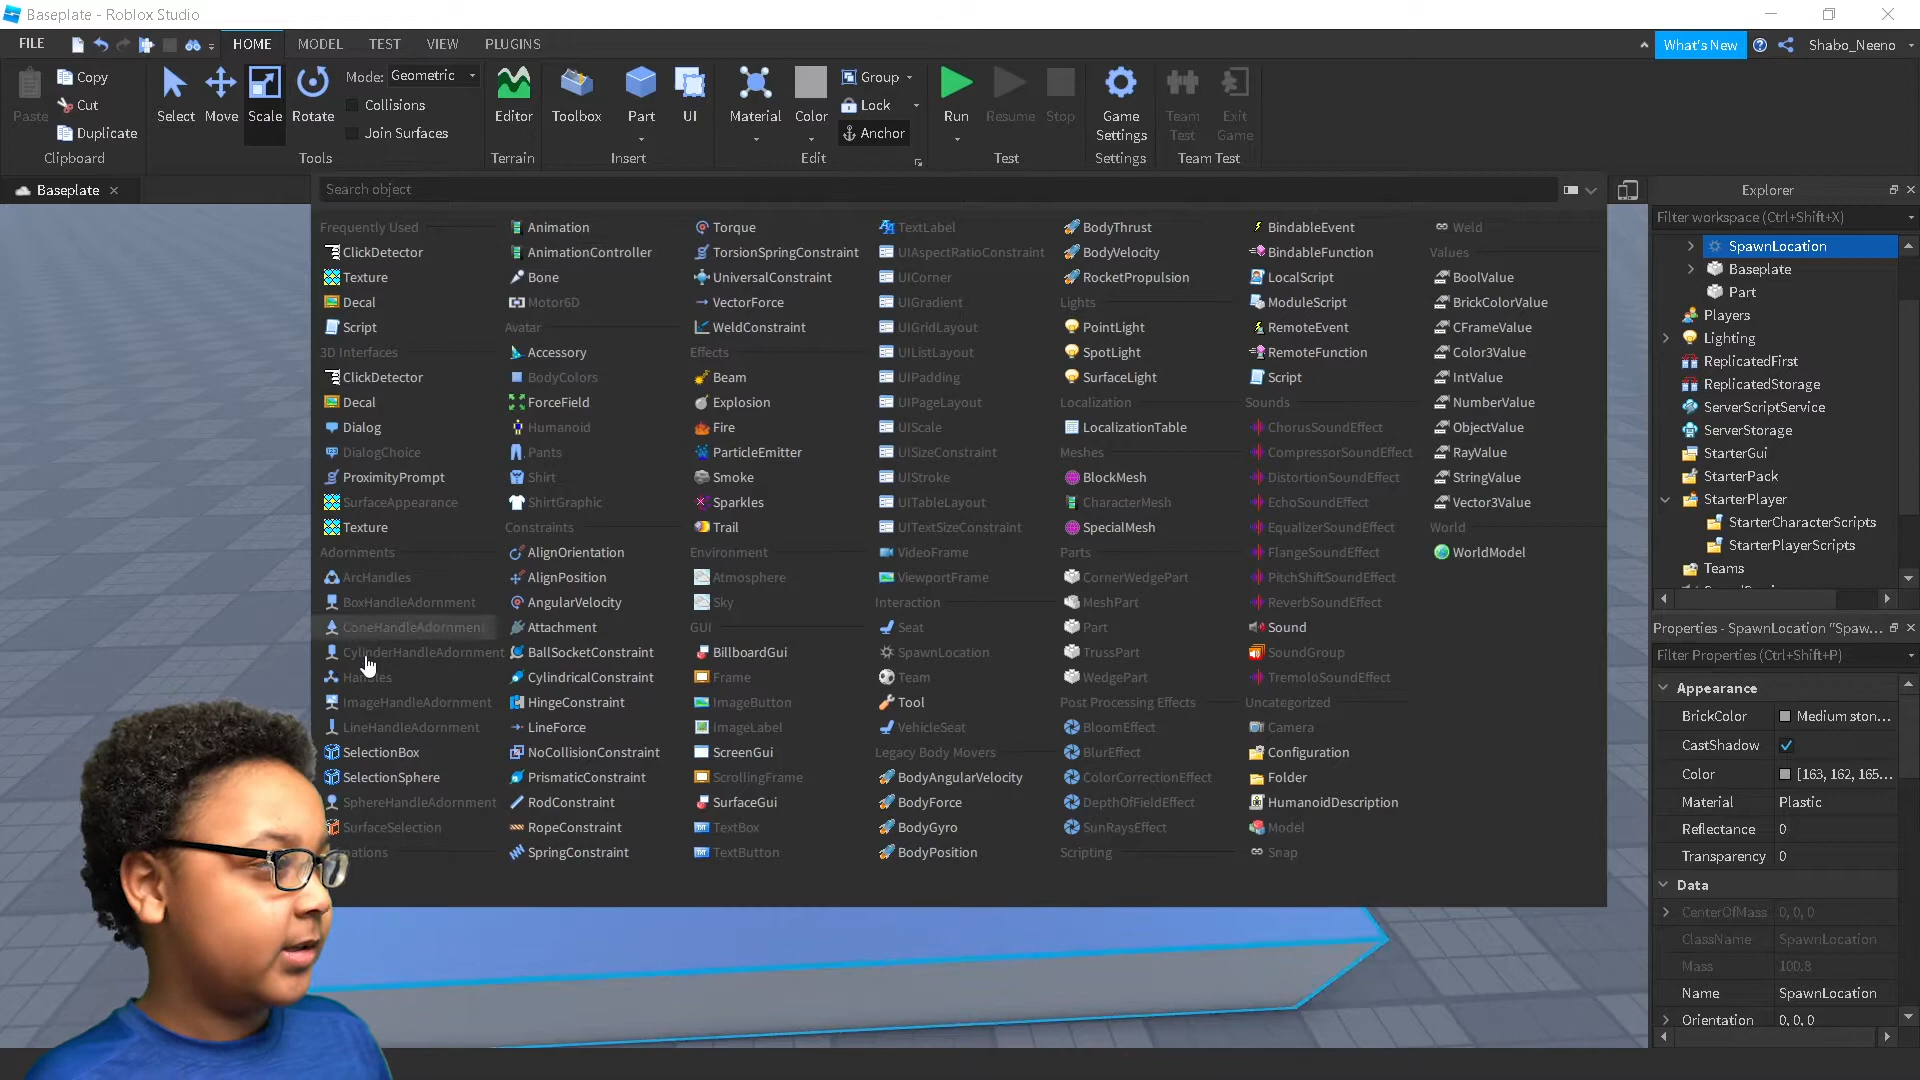 Baseplate - Roblox Studio
FILE HOME MODEL TEST VIEW PLUGINS What's New Shabo_Neeno
Paste Copy Cut Duplicate Clipboard
Select Move Scale Rotate Mode: Geometric Collisions Join Surfaces Tools
Editor Terrain
Toolbox Part UI Insert
Material Color Group Lock Anchor Edit
Run Resume Stop Test
Game Settings Settings
Team Test Exit Game Team Test
Baseplate
Search object
Frequently Used
ClickDetector
Texture
Decal
Script
3D Interfaces
ClickDetector
Decal
Dialog
DialogChoice
ProximityPrompt
SurfaceAppearance
Texture
Adornments
ArcHandles
BoxHandleAdornment
ConeHandleAdornment
CylinderHandleAdornment
Handles
ImageHandleAdornment
LineHandleAdornment
SelectionBox
SelectionSphere
SphereHandleAdornment
SurfaceSelection
Animation
AnimationController
Bone
Motor6D
Avatar
Accessory
BodyColors
ForceField
Humanoid
Pants
Shirt
ShirtGraphic
Constraints
AlignOrientation
AlignPosition
AngularVelocity
Attachment
BallSocketConstraint
CylindricalConstraint
HingeConstraint
LineForce
NoCollisionConstraint
PrismaticConstraint
RodConstraint
RopeConstraint
SpringConstraint
Torque
TorsionSpringConstraint
UniversalConstraint
VectorForce
WeldConstraint
Effects
Beam
Explosion
Fire
ParticleEmitter
Smoke
Sparkles
Trail
Environment
Atmosphere
Sky
GUI
BillboardGui
Frame
ImageButton
ImageLabel
ScreenGui
ScrollingFrame
SurfaceGui
TextBox
TextButton
TextLabel
UIAspectRatioConstraint
UICorner
UIGradient
UIGridLayout
UIListLayout
UIPadding
UIPageLayout
UIScale
UISizeConstraint
UIStroke
UITableLayout
UITextSizeConstraint
VideoFrame
ViewportFrame
Interaction
Seat
SpawnLocation
Team
Tool
VehicleSeat
Legacy Body Movers
BodyAngularVelocity
BodyForce
BodyGyro
BodyPosition
BodyThrust
BodyVelocity
RocketPropulsion
Lights
PointLight
SpotLight
SurfaceLight
Localization
LocalizationTable
Meshes
BlockMesh
CharacterMesh
SpecialMesh
Parts
CornerWedgePart
MeshPart
Part
TrussPart
WedgePart
Post Processing Effects
BloomEffect
BlurEffect
ColorCorrectionEffect
DepthOfFieldEffect
SunRaysEffect
Scripting
BindableEvent
BindableFunction
LocalScript
ModuleScript
RemoteEvent
RemoteFunction
Script
Sounds
ChorusSoundEffect
CompressorSoundEffect
DistortionSoundEffect
EchoSoundEffect
EqualizerSoundEffect
FlangeSoundEffect
PitchShiftSoundEffect
ReverbSoundEffect
Sound
SoundGroup
TremoloSoundEffect
Uncategorized
Camera
Configuration
Folder
HumanoidDescription
Model
Snap
Weld
Values
BoolValue
BrickColorValue
CFrameValue
Color3Value
IntValue
NumberValue
ObjectValue
RayValue
StringValue
Vector3Value
World
WorldModel
Explorer
Filter workspace (Ctrl+Shift+X)
SpawnLocation
Baseplate
Part
Players
Lighting
ReplicatedFirst
ReplicatedStorage
ServerScriptService
ServerStorage
StarterGui
StarterPack
StarterPlayer
StarterCharacterScripts
StarterPlayerScripts
Teams
Properties - SpawnLocation "Spaw...
Filter Properties (Ctrl+Shift+P)
Appearance
BrickColor Medium ston...
CastShadow
Color [163, 162, 165...
Material Plastic
Reflectance 0
Transparency 0
Data
CenterOfMass 0, 0, 0
ClassName SpawnLocation
Mass 100.8
Name SpawnLocation
Orientation 0, 0, 0